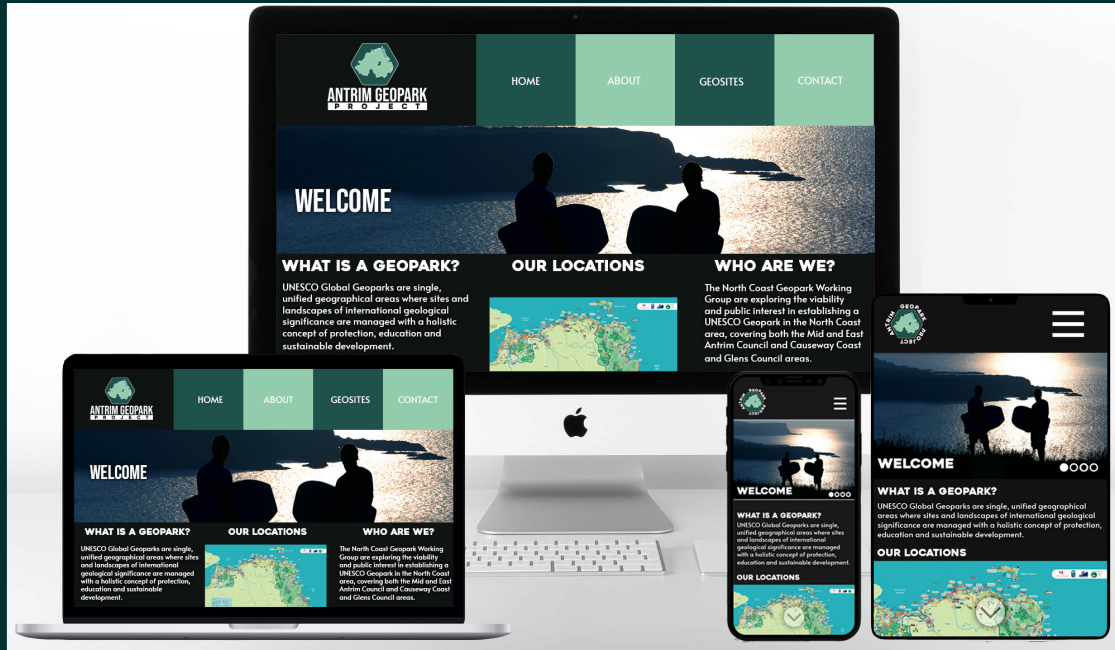 ANTRIM GEOPARK
PROJECT
HOME
ABOUT
GEOSITES
CONTACT
WELCOME
WHAT IS A GEOPARK?
UNESCO Global Geoparks are single,
unified geographical areas where sites and
landscapes of international geological
significance are managed with a holistic
concept of protection, education and
sustainable development.
OUR LOCATIONS
WHO ARE WE?
The North Coast Geopark Working
Group are exploring the viability
and public interest in establishing a
UNESCO Geopark in the North Coast
area, covering both the Mid and East
Antrim Council and Causeway Coast
and Glens Council areas.
ANTRIM GEOPARK
PROJECT
HOME
ABOUT
GEOSITES
CONTACT
WELCOME
WHAT IS A GEOPARK?
UNESCO Global Geoparks are single,
unified geographical areas where sites
and landscapes of international
geological significance are managed
with a holistic concept of protection,
education and sustainable
development.
OUR LOCATIONS
WHO ARE WE?
The North Coast Geopark Working
Group are exploring the viability
and public interest in establishing a
UNESCO Geopark in the North Coast
area, covering both the Mid and East
Antrim Council and Causeway Coast
and Glens Council areas.
ANTRIM GEOPARK PROJECT
WELCOME
WHAT IS A GEOPARK?
UNESCO Global Geoparks are single,
unified geographical areas where sites
and landscapes of international
geological significance are managed
with a holistic concept of protection,
education and sustainable development.
OUR LOCATIONS
ANTRIM GEOPARK PROJECT
WELCOME
WHAT IS A GEOPARK?
UNESCO Global Geoparks are single, unified geographical
areas where sites and landscapes of international geological
significance are managed with a holistic concept of protection,
education and sustainable development.
OUR LOCATIONS